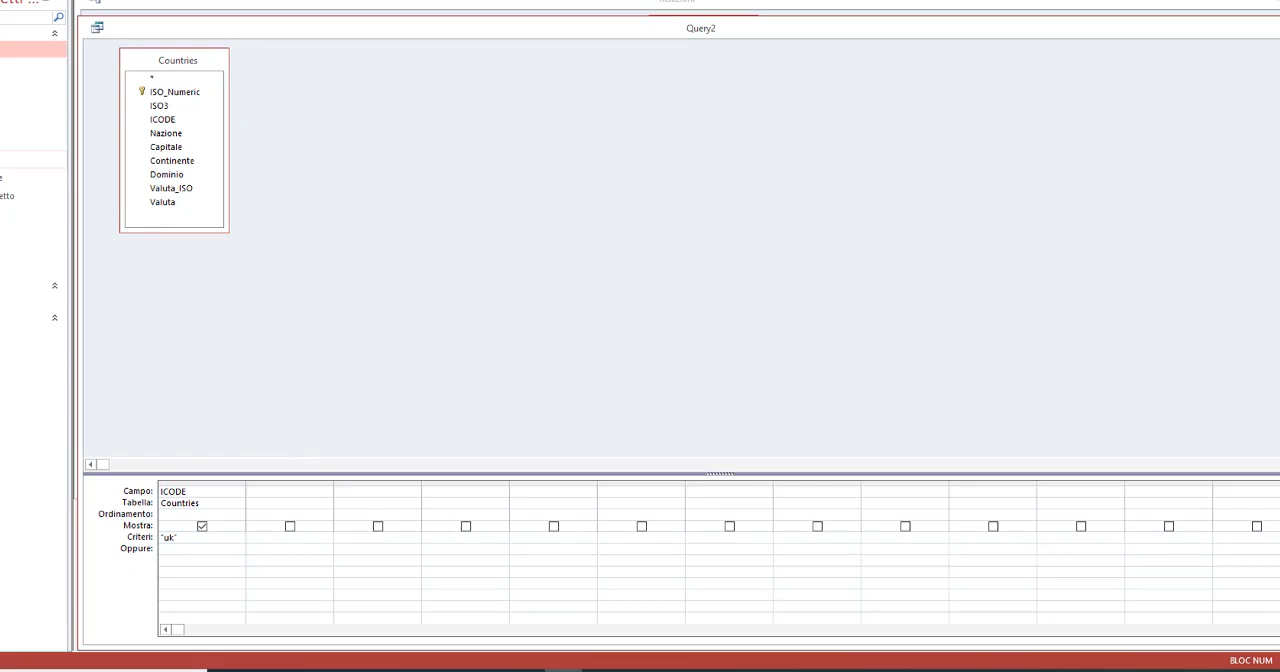 Query2
Countries
*
ISO_Numeric
ISO3
ICODE
Nazione
Capitale
Continente
Dominio
Valuta_ISO
Valuta
etto
Campo: ICODE
Tabella: Countries
Ordinamento:
Mostra:
Criteri: "uk"
Oppure:
BLOC NUM